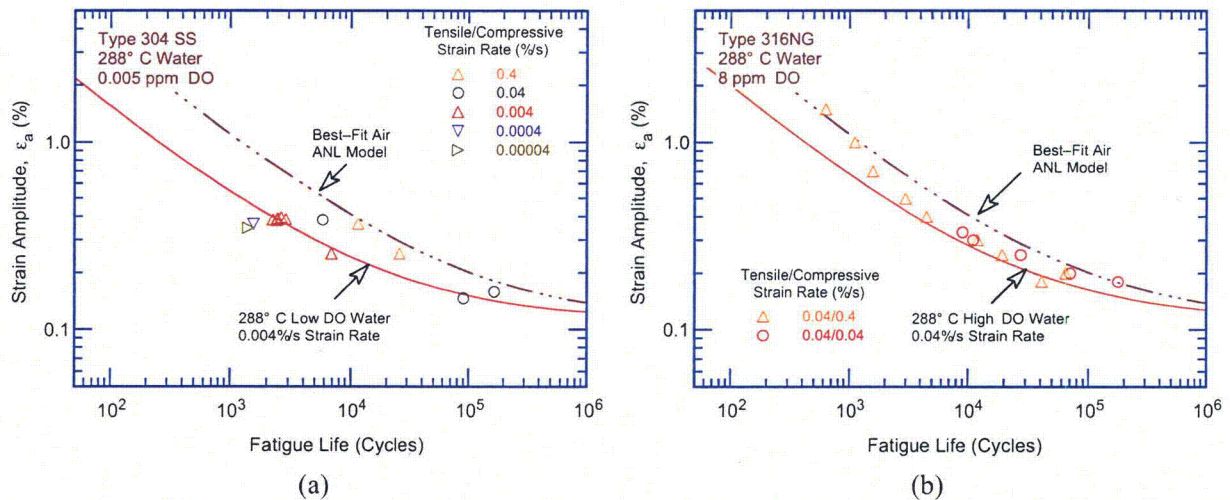 Type 304 SS
288° C Water
0.005 ppm DO
Tensile/Compressive
Strain Rate (%/s)
0.4
0.04
0.004
0.0004
0.00004
Best–Fit Air
ANL Model
288° C Low DO Water
0.004%/s Strain Rate
Strain Amplitude, εa (%)
1.0
0.1
10² 10³ 10⁴ 10⁵ 10⁶
Fatigue Life (Cycles)
(a)
Type 316NG
288° C Water
8 ppm DO
Best–Fit Air
ANL Model
Tensile/Compressive
Strain Rate (%/s)
0.04/0.4
0.04/0.04
288° C High DO Water
0.04%/s Strain Rate
Strain Amplitude, εa (%)
1.0
0.1
10² 10³ 10⁴ 10⁵ 10⁶
Fatigue Life (Cycles)
(b)